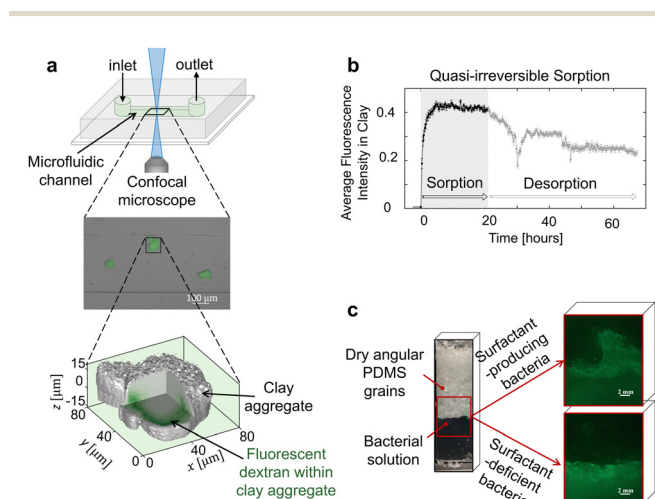 a
inlet
outlet
Microfluidic
channel
Confocal
microscope
100 μm
z [μm]
15
0
-15
80
40
0
y [μm]
0
40
80
x [μm]
Clay
aggregate
Fluorescent
dextran within
clay aggregate
b
Quasi-irreversible Sorption
Average Fluorescence
Intensity in Clay
0.4
0.2
0
Sorption
Desorption
0
20
40
60
Time [hours]
c
Dry angular
PDMS
grains
Bacterial
solution
Surfactant
-producing
bacteria
Surfactant
-deficient
bacteria
2 mm
2 mm